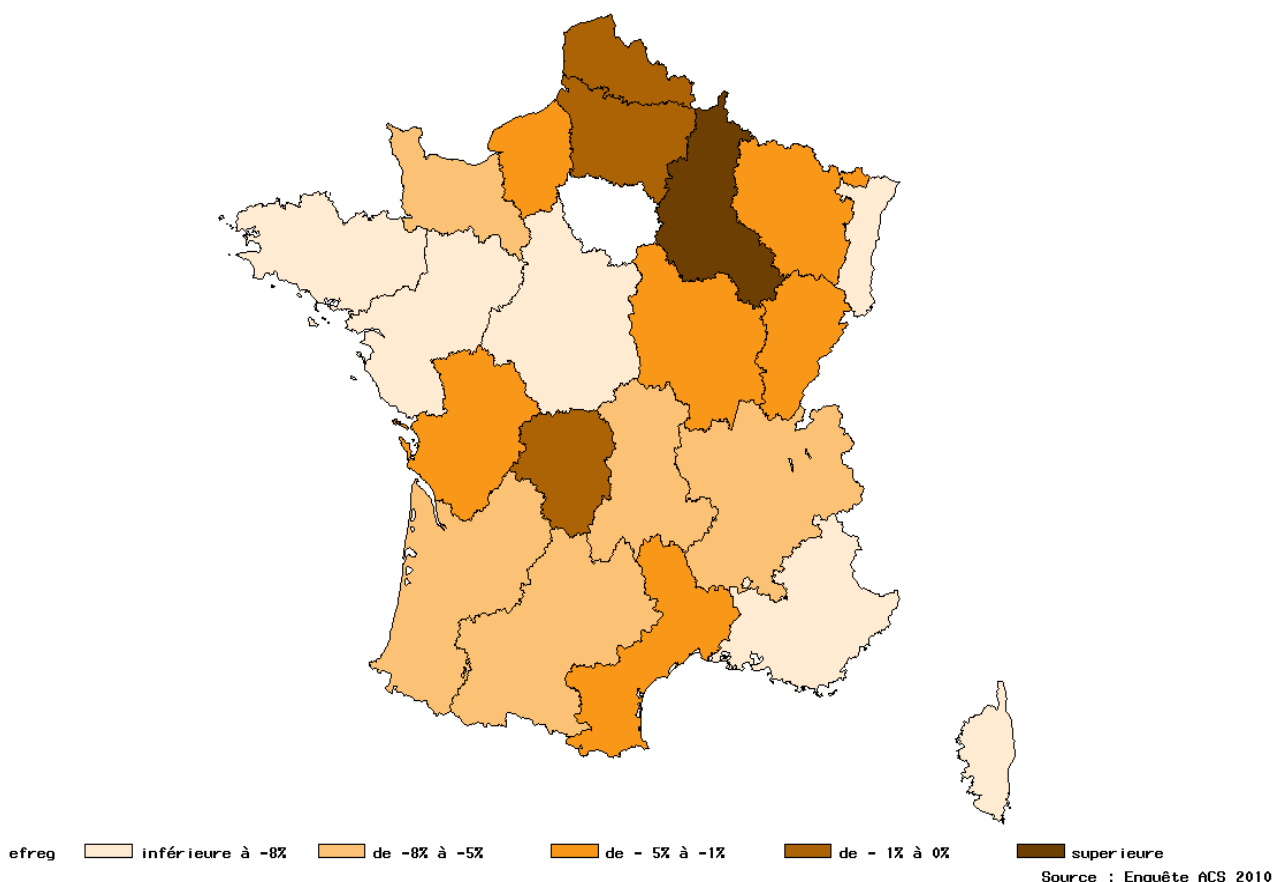 efreg inférieure à -8% de -8% à -5% de - 5% à -1% de - 1% à 0% superieure
Source : Enquête ACS 2010